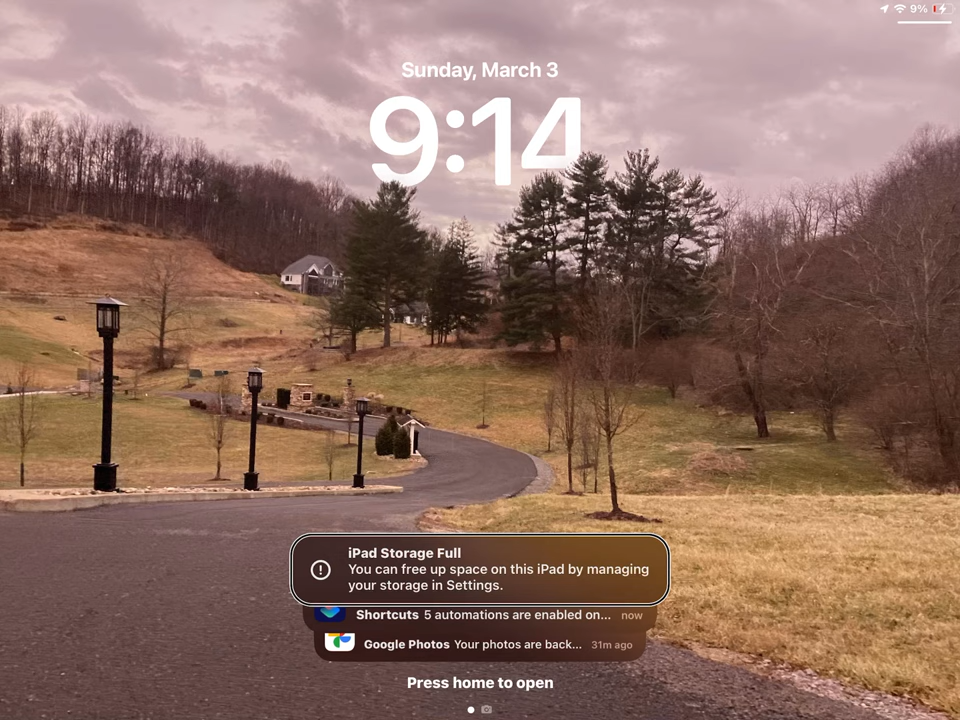 9%
Sunday, March 3
9:14
iPad Storage Full
You can free up space on this iPad by managing
your storage in Settings.
Shortcuts 5 automations are enabled on... now
Google Photos Your photos are back... 31m ago
Press home to open